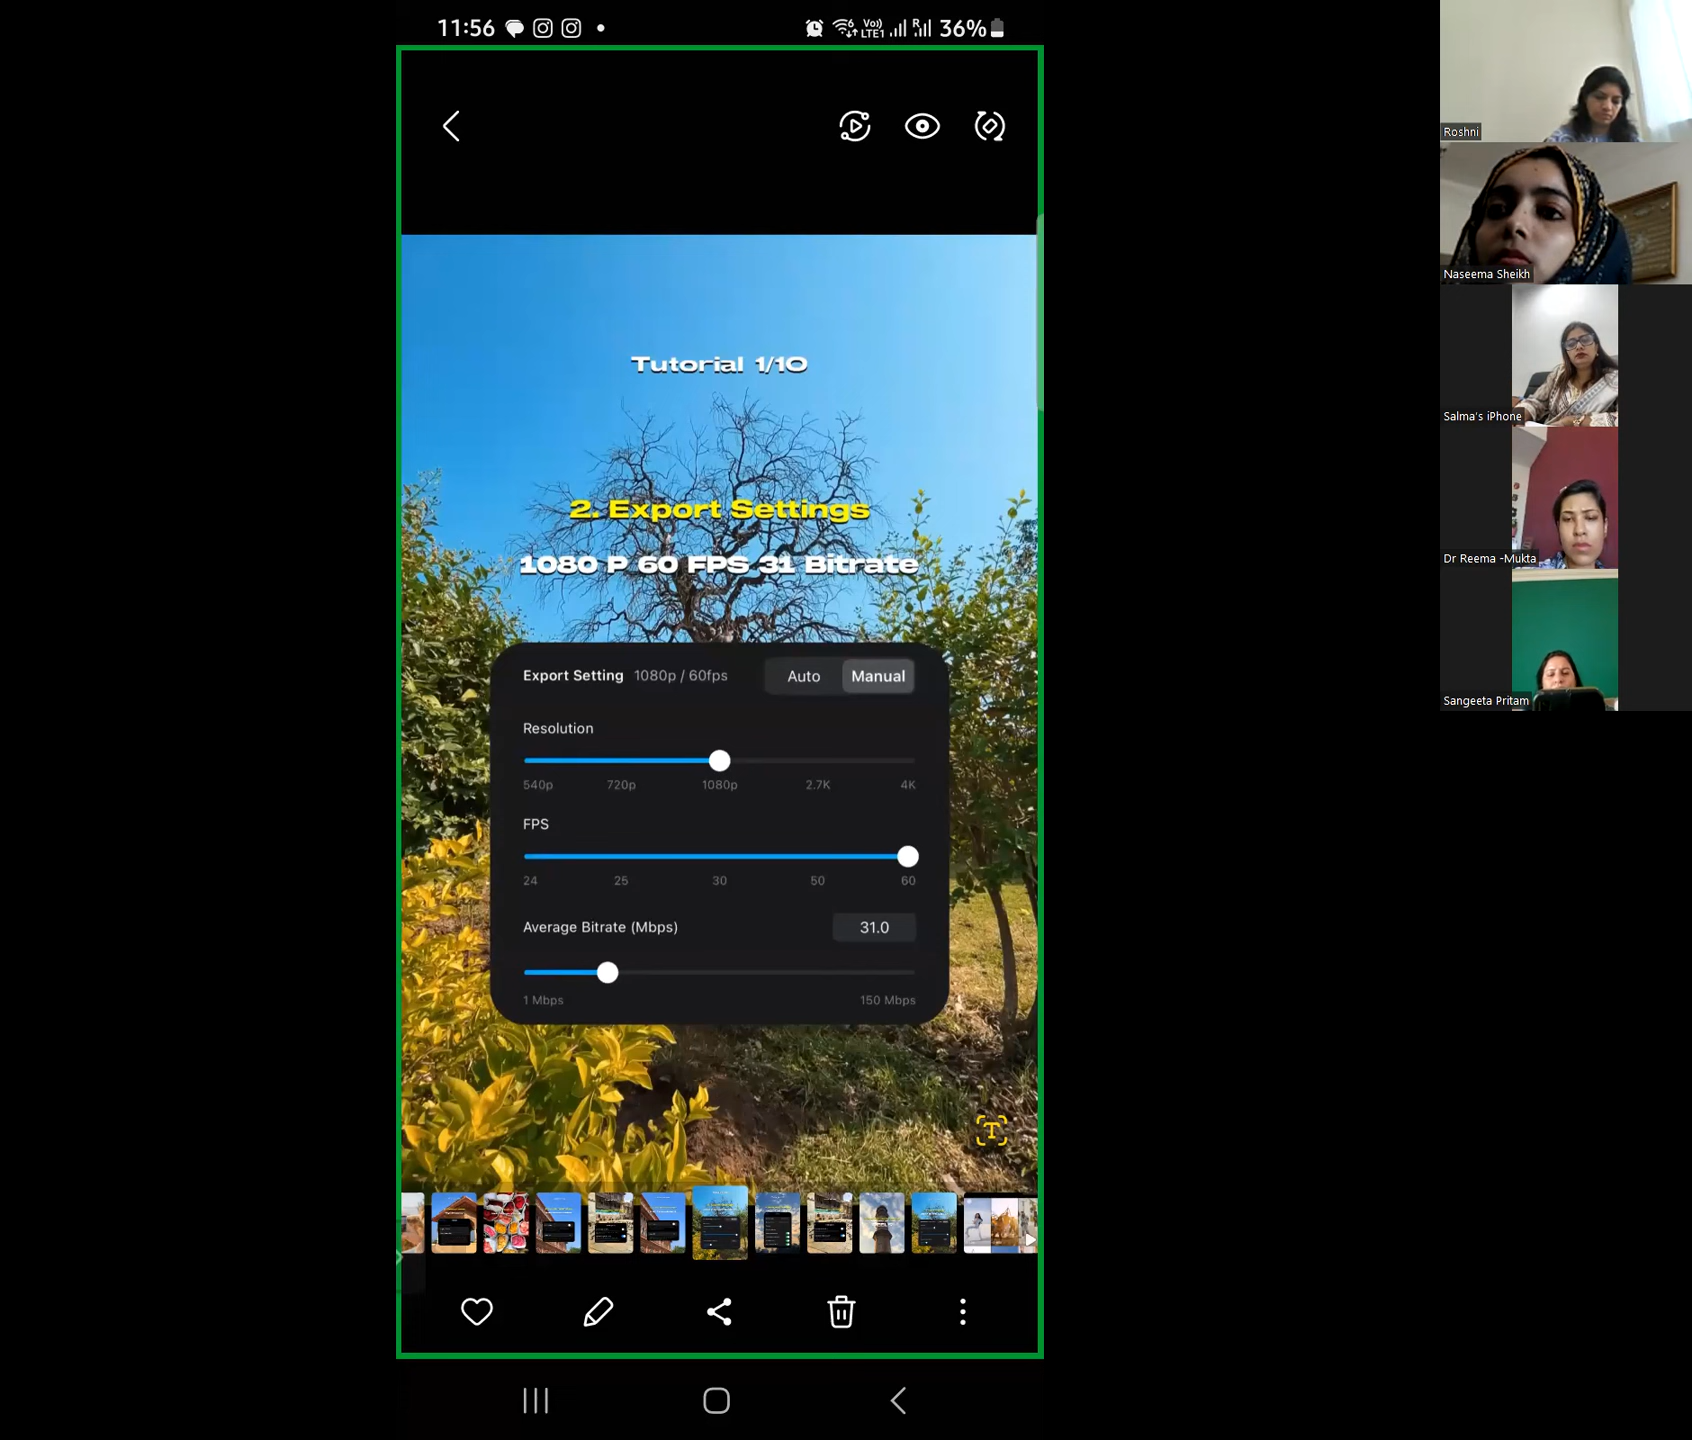 11:56
Vo)) R
LTE1 36%
Tutorial 1/10
2. Export Settings
1080 P 60 FPS 31 Bitrate
Export Setting 1080p / 60fps Auto Manual
Resolution
540p 720p 1080p 2.7K 4K
FPS
24 25 30 50 60
Average Bitrate (Mbps) 31.0
1 Mbps 150 Mbps
T
Roshni
Naseema Sheikh
Salma's iPhone
Dr Reema -Mukta
Sangeeta Pritam